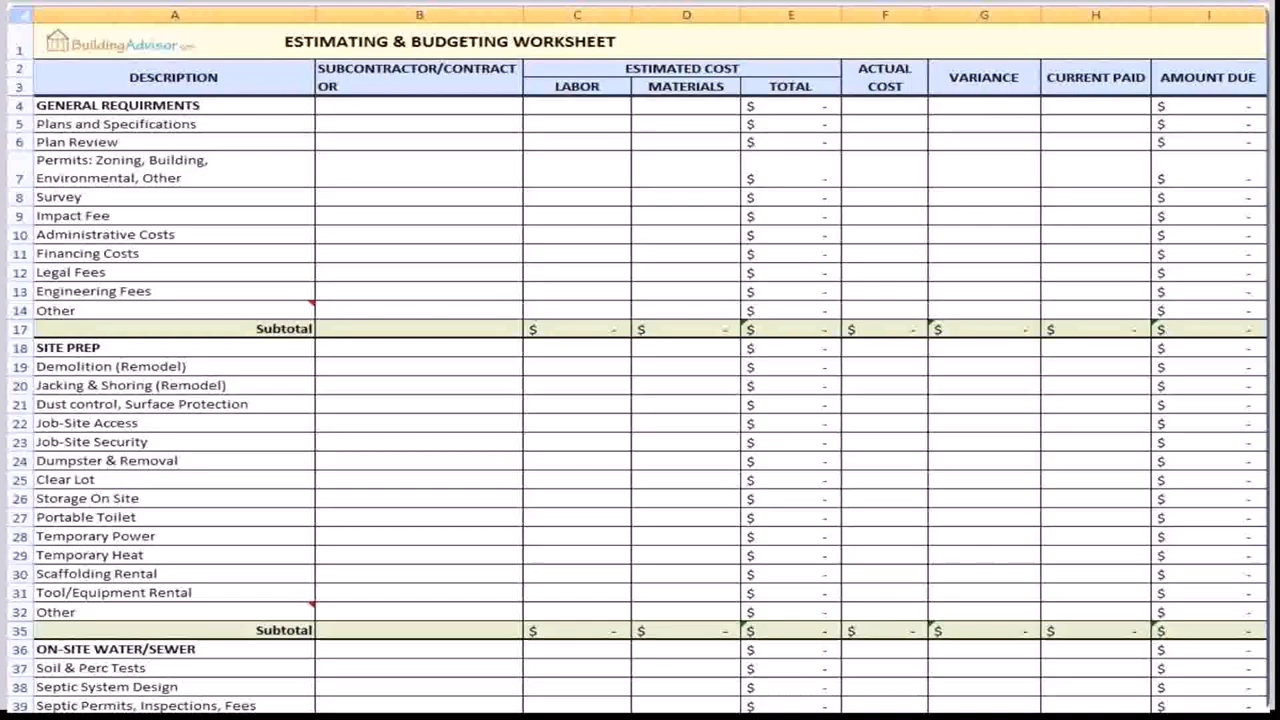 A B C D E F G H I
1 BuildingAdvisor.com ESTIMATING & BUDGETING WORKSHEET
2 DESCRIPTION SUBCONTRACTOR/CONTRACT ESTIMATED COST ACTUAL VARIANCE CURRENT PAID AMOUNT DUE
3 OR LABOR MATERIALS TOTAL COST
4 GENERAL REQUIRMENTS $ - $ -
5 Plans and Specifications $ - $ -
6 Plan Review $ - $ -
Permits: Zoning, Building,
7 Environmental, Other $ - $ -
8 Survey $ - $ -
9 Impact Fee $ - $ -
10 Administrative Costs $ - $ -
11 Financing Costs $ - $ -
12 Legal Fees $ - $ -
13 Engineering Fees $ - $ -
14 Other $ - $ -
17 Subtotal $ - $ - $ - $ - $ - $ - $ -
18 SITE PREP $ - $ -
19 Demolition (Remodel) $ - $ -
20 Jacking & Shoring (Remodel) $ - $ -
21 Dust control, Surface Protection $ - $ -
22 Job-Site Access $ - $ -
23 Job-Site Security $ - $ -
24 Dumpster & Removal $ - $ -
25 Clear Lot $ - $ -
26 Storage On Site $ - $ -
27 Portable Toilet $ - $ -
28 Temporary Power $ - $ -
29 Temporary Heat $ - $ -
30 Scaffolding Rental $ - $ -
31 Tool/Equipment Rental $ - $ -
32 Other $ - $ -
35 Subtotal $ - $ - $ - $ - $ - $ - $ -
36 ON-SITE WATER/SEWER $ - $ -
37 Soil & Perc Tests $ - $ -
38 Septic System Design $ - $ -
39 Septic Permits, Inspections, Fees $ - $ -